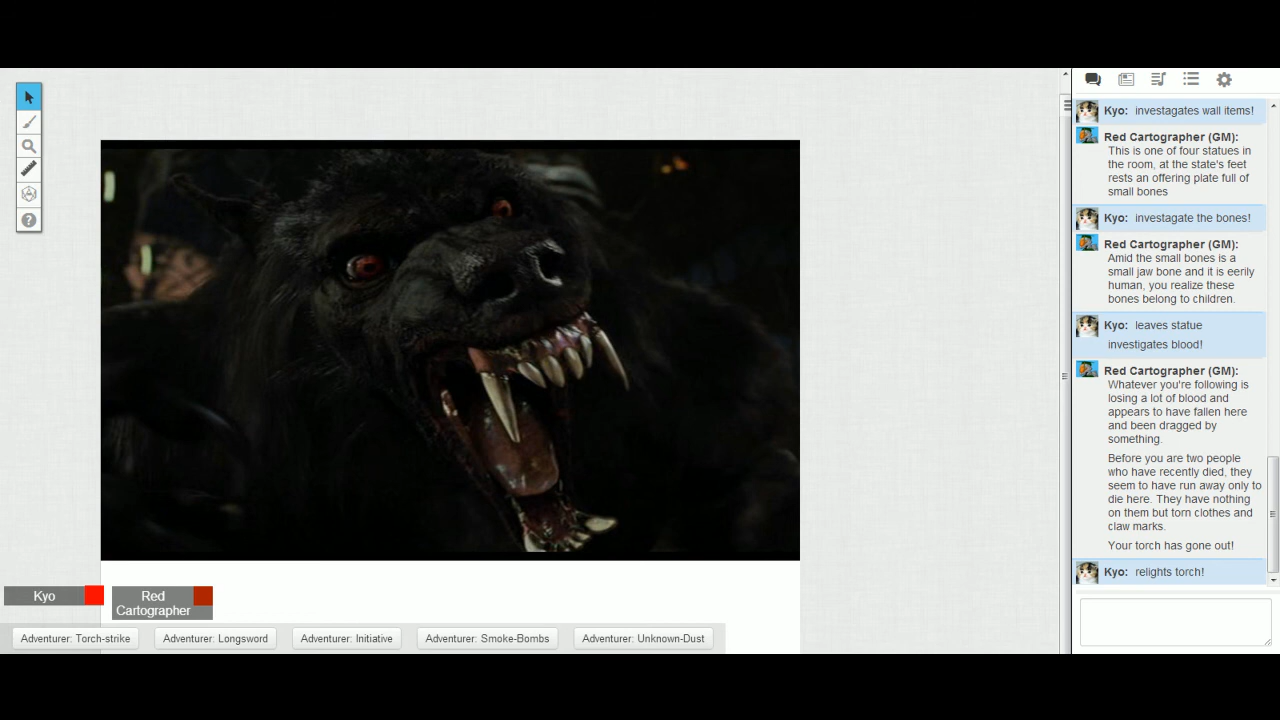 Kyo: investagates wall items!
Red Cartographer (GM):
This is one of four statues in
the room, at the state's feet
rests an offering plate full of
small bones
Kyo: investagate the bones!
Red Cartographer (GM):
Amid the small bones is a
small jaw bone and it is eerily
human, you realize these
bones belong to children.
Kyo: leaves statue
investigates blood!
Red Cartographer (GM):
Whatever you're following is
losing a lot of blood and
appears to have fallen here
and been dragged by
something.
Before you are two people
who have recently died, they
seem to have run away only to
die here. They have nothing
on them but torn clothes and
claw marks.
Your torch has gone out!
Kyo: relights torch!
Kyo
Red
Cartographer
Adventurer: Torch-strike
Adventurer: Longsword
Adventurer: Initiative
Adventurer: Smoke-Bombs
Adventurer: Unknown-Dust